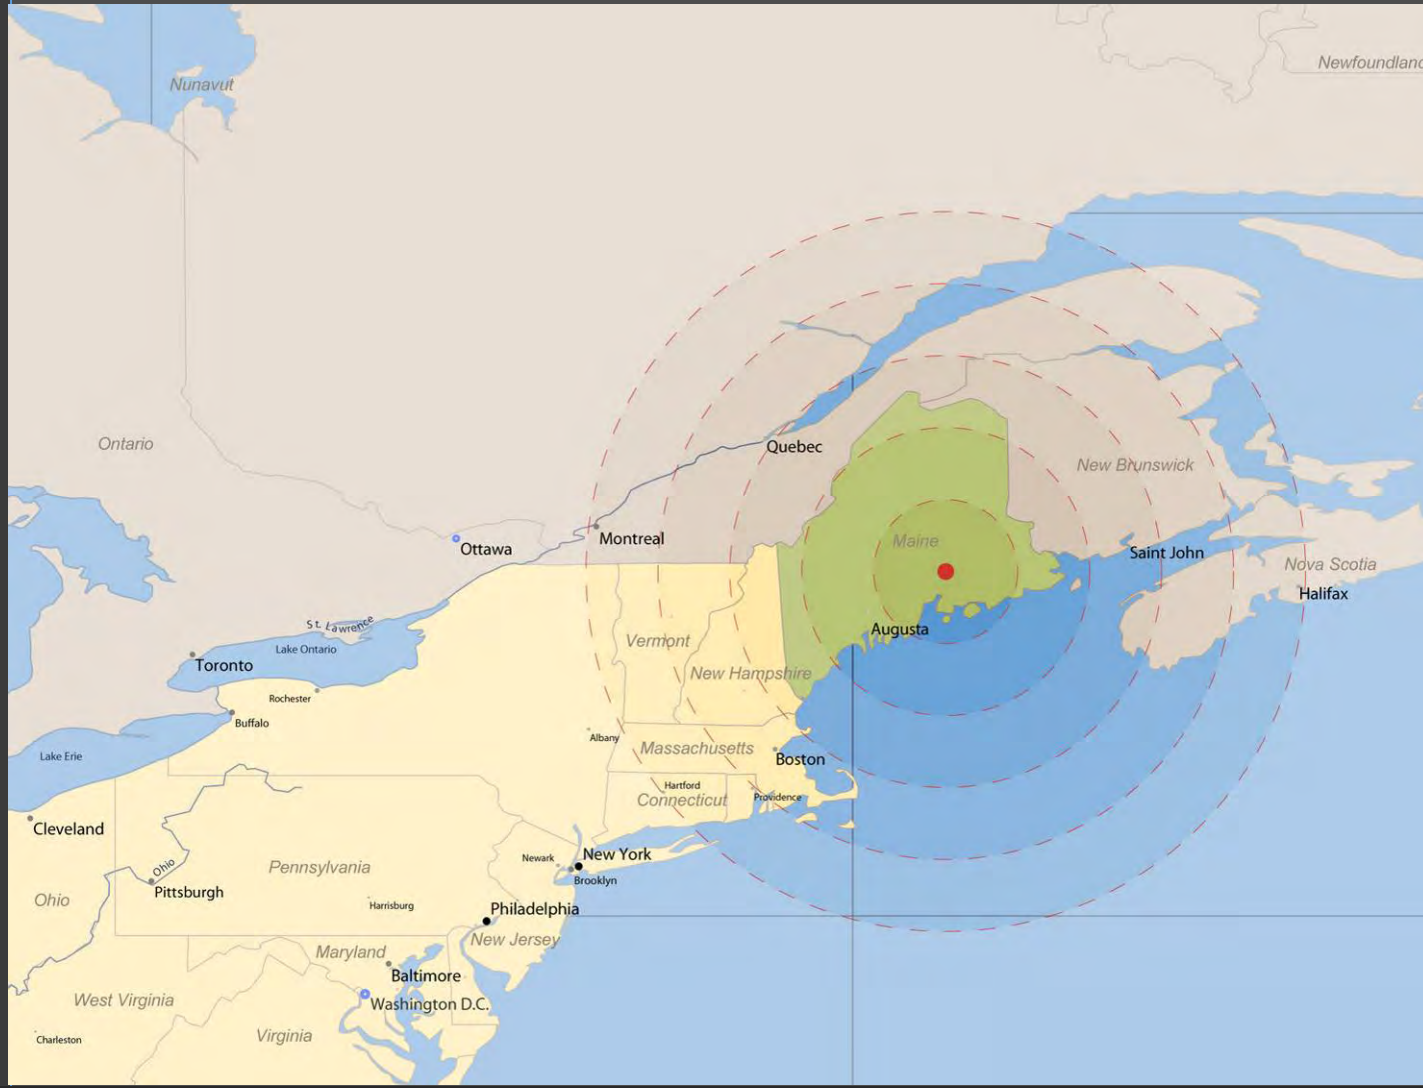 Nunavut
Newfoundland
Ontario
Quebec
New Brunswick
Montreal
Ottawa
Maine
Saint John
Nova Scotia
Halifax
St. Lawrence
Augusta
Vermont
Lake Ontario
Toronto
New Hampshire
Rochester
Buffalo
Albany
Massachusetts
Lake Erie
Boston
Hartford
Providence
Connecticut
Cleveland
New York
Newark
Ohio
Pennsylvania
Brooklyn
Pittsburgh
Ohio
Harrisburg
Philadelphia
New Jersey
Maryland
Baltimore
West Virginia
Washington D.C.
Virginia
Charleston